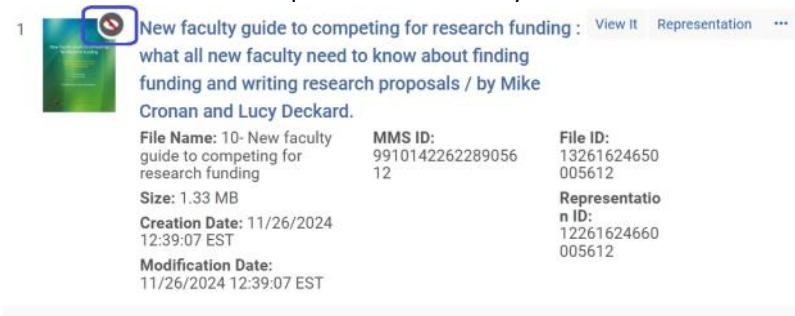 1
New faculty guide to competing for research funding :
what all new faculty need to know about finding
funding and writing research proposals / by Mike
Cronan and Lucy Deckard.
View It Representation ...
File Name: 10- New faculty
guide to competing for
research funding
Size: 1.33 MB
Creation Date: 11/26/2024
12:39:07 EST
Modification Date:
11/26/2024 12:39:07 EST
MMS ID:
9910142262289056
12
File ID:
13261624650
005612
Representatio
n ID:
12261624660
005612